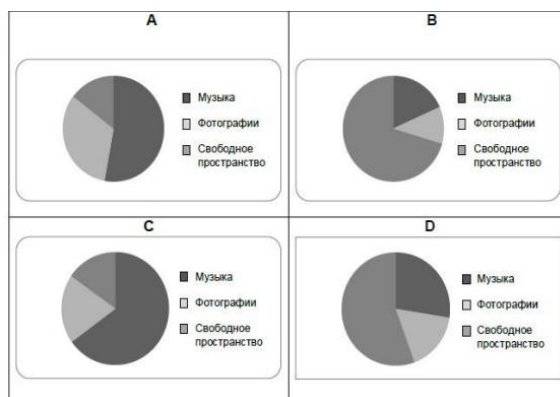 A
Музыка
Фотографии
Свободное
пространство
B
Музыка
Фотографии
Свободное
пространство
C
Музыка
Фотографии
Свободное
пространство
D
Музыка
Фотографии
Свободное
пространство